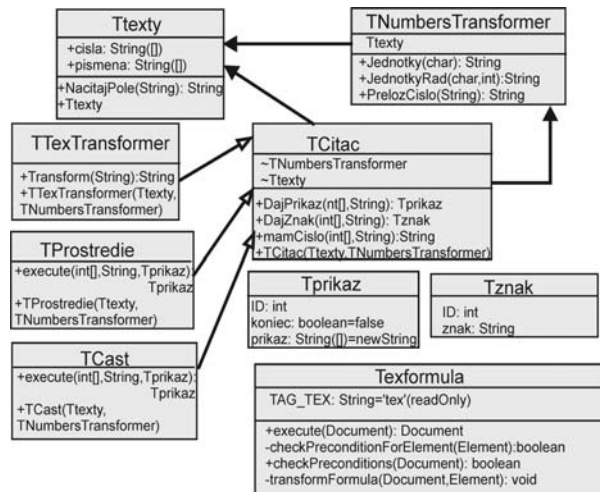 Ttexty
+cisla: String([])
+pismena: String([])
+NacitajPole(String): String
+Ttexty
TNumbersTransformer
Ttexty
+Jednotky(char): String
+JednotkyRad(char,int):String
+PrelozCislo(String): String
TTexTransformer
+Transform(String):String
+TTexTransformer(Ttexty,
TNumbersTransformer)
TCitac
~TNumbersTransformer
~Ttexty
+DajPrikaz(nt[],String): Tprikaz
+DajZnak(int[],String): Tznak
+mamCislo(int[],String):String
+TCitac(Ttexty,TNumbersTransformer)
TProstredie
+execute(int[],String,Tprikaz):
Tprikaz
+TProstredie(Ttexty,
TNumbersTransformer)
Tprikaz
ID: int
koniec: boolean=false
prikaz: String([])=newString
Tznak
ID: int
znak: String
TCast
+execute(int[],String,Tprikaz):
Tprikaz
+TCast(Ttexty,
TNumbersTransformer)
Texformula
TAG_TEX: String='tex'(readOnly)
+execute(Document): Document
-checkPreconditionForElement(Element):boolean
+checkPreconditions(Document): boolean
-transformFormula(Document,Element): void